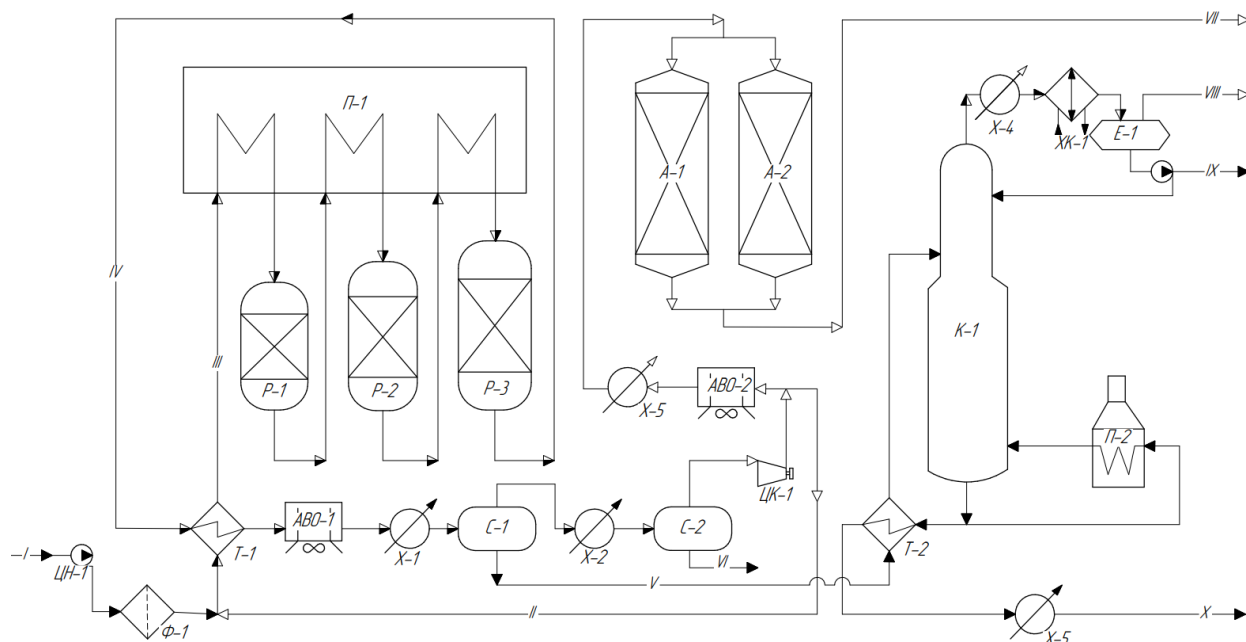 VII
П-1
VIII
Х-4
ХК-1
Е-1
А-1
А-2
IX
IV
К-1
III
Р-1
Р-2
Р-3
АВО-2
Х-5
П-2
ЦК-1
АВО-1
С-1
С-2
I
Т-1
Х-1
Х-2
Т-2
ЦН-1
VI
V
II
X
Ф-1
Х-5